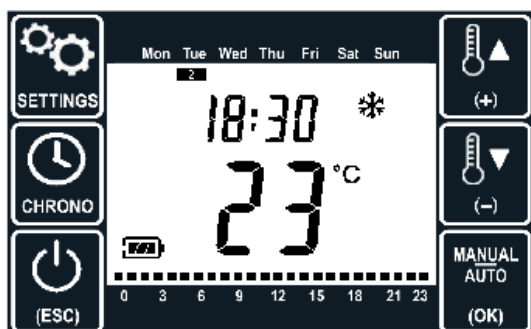 SETTINGS
CHRONO
(ESC)
Mon Tue Wed Thu Fri Sat Sun
2
18:30
23 °C
0 3 6 9 12 15 18 21 23
(+)
(−)
MANUAL
AUTO
(OK)